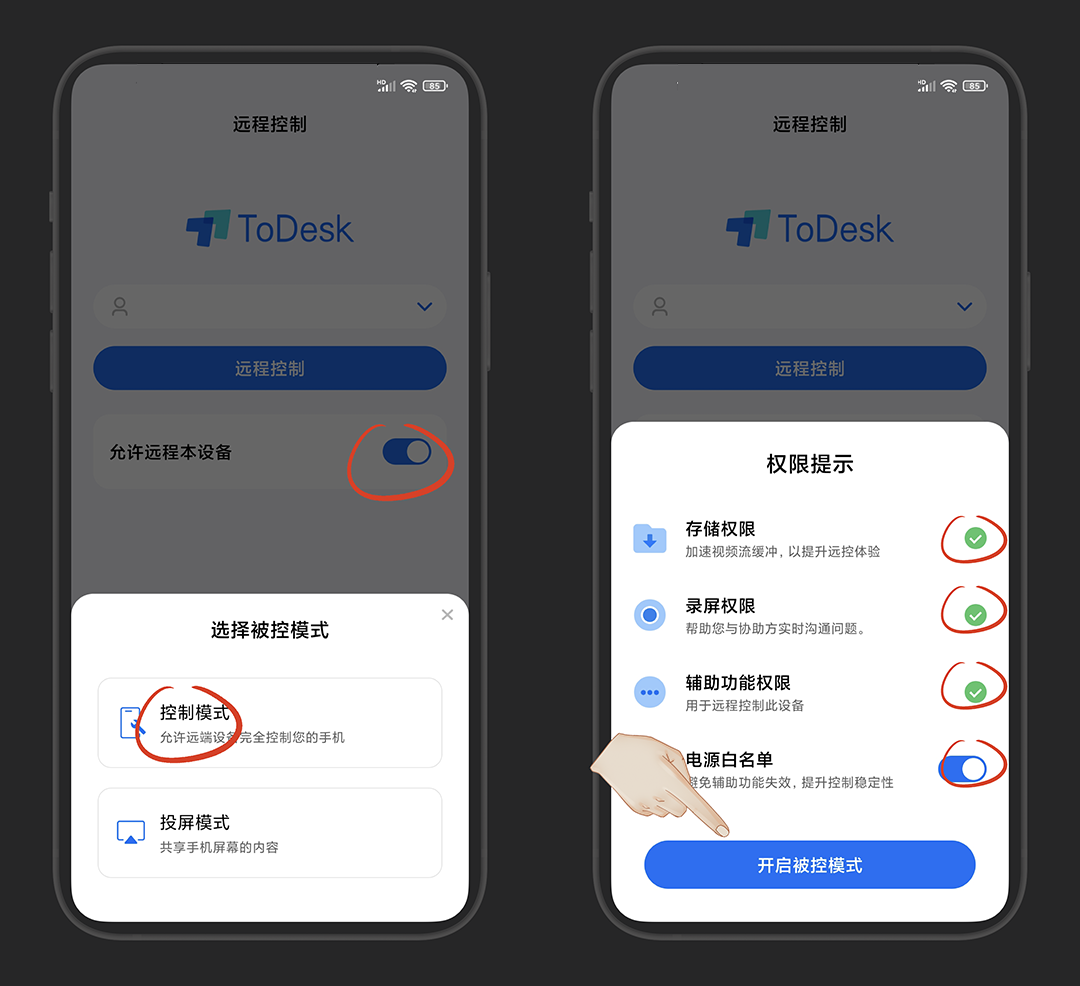 HD 85
远程控制
ToDesk
远程控制
允许远程本设备
选择被控模式
控制模式
允许远端设备完全控制您的手机
投屏模式
共享手机屏幕的内容
HD 85
远程控制
ToDesk
远程控制
权限提示
存储权限
加速视频流缓冲，以提升远控体验
录屏权限
帮助您与协助方实时沟通问题。
辅助功能权限
用于远程控制此设备
电源白名单
避免辅助功能失效，提升控制稳定性
开启被控模式